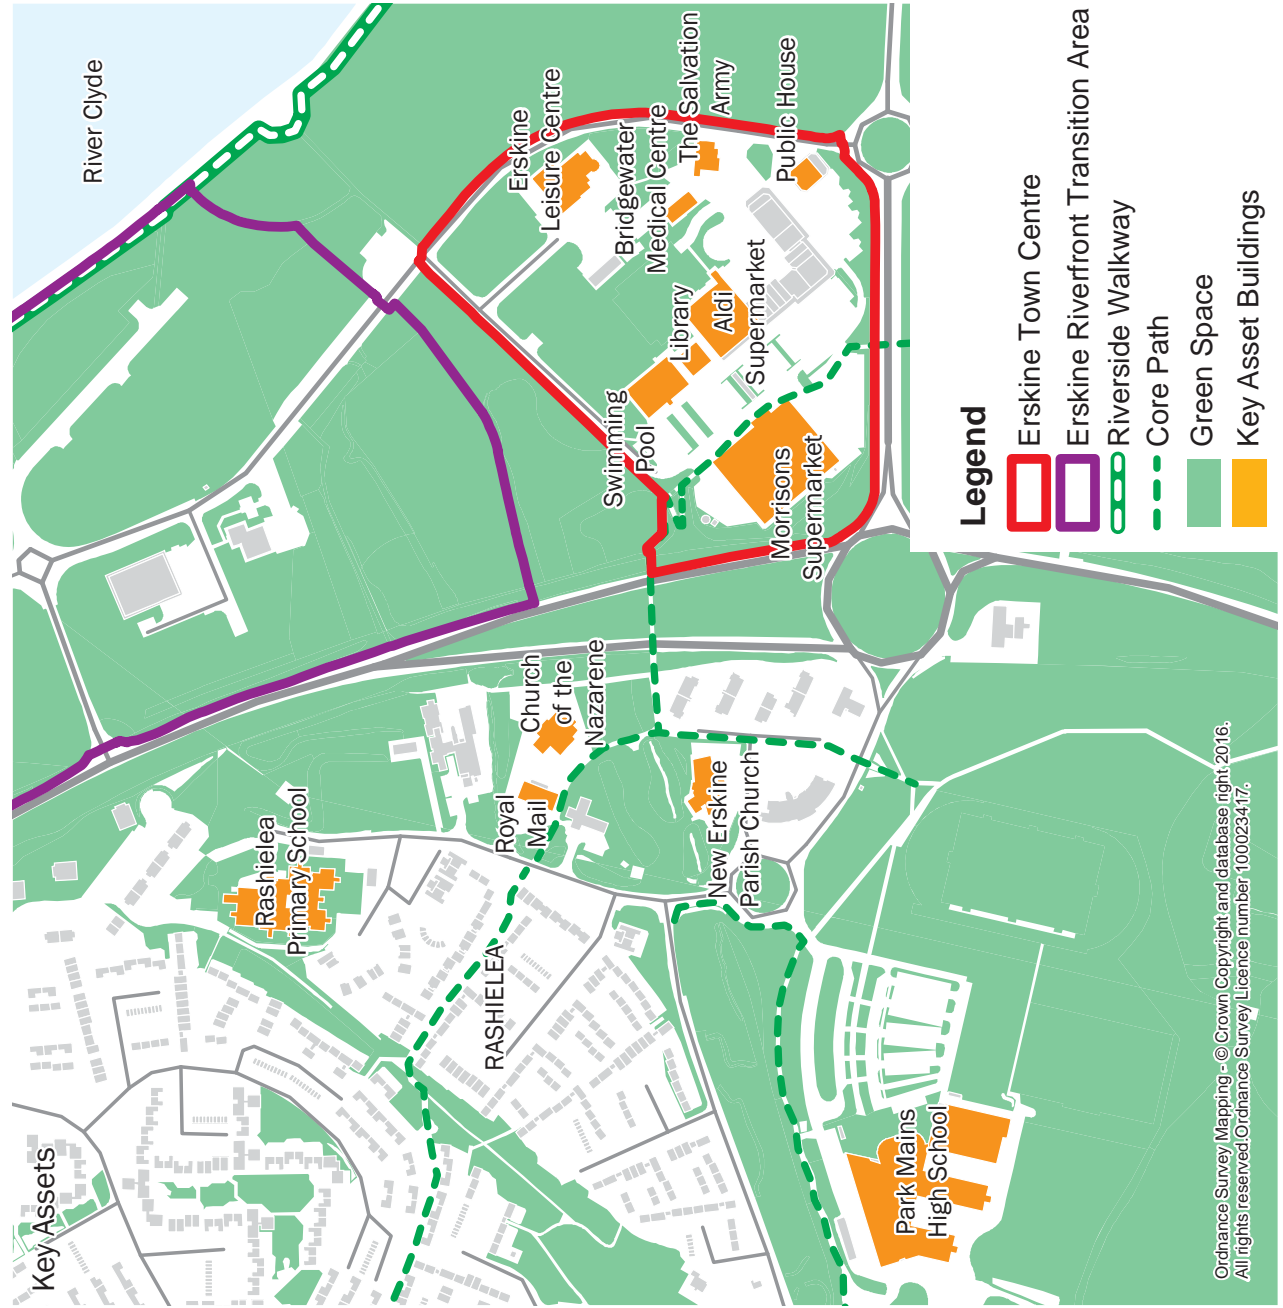 Key Assets
River Clyde
Erskine
Leisure Centre
Bridgewater
Medical Centre
The Salvation
Army
Public House
Library
Aldi
Supermarket
Swimming
Pool
Morrisons
Supermarket
Church
of the
Nazarene
Royal
Mail
New Erskine
Parish Church
Rashielea
Primary School
RASHIELEA
Park Mains
High School
Legend
Erskine Town Centre
Erskine Riverfront Transition Area
Riverside Walkway
Core Path
Green Space
Key Asset Buildings
Ordnance Survey Mapping - © Crown Copyright and database right 2016.
All rights reserved.Ordnance Survey Licence number 100023417.